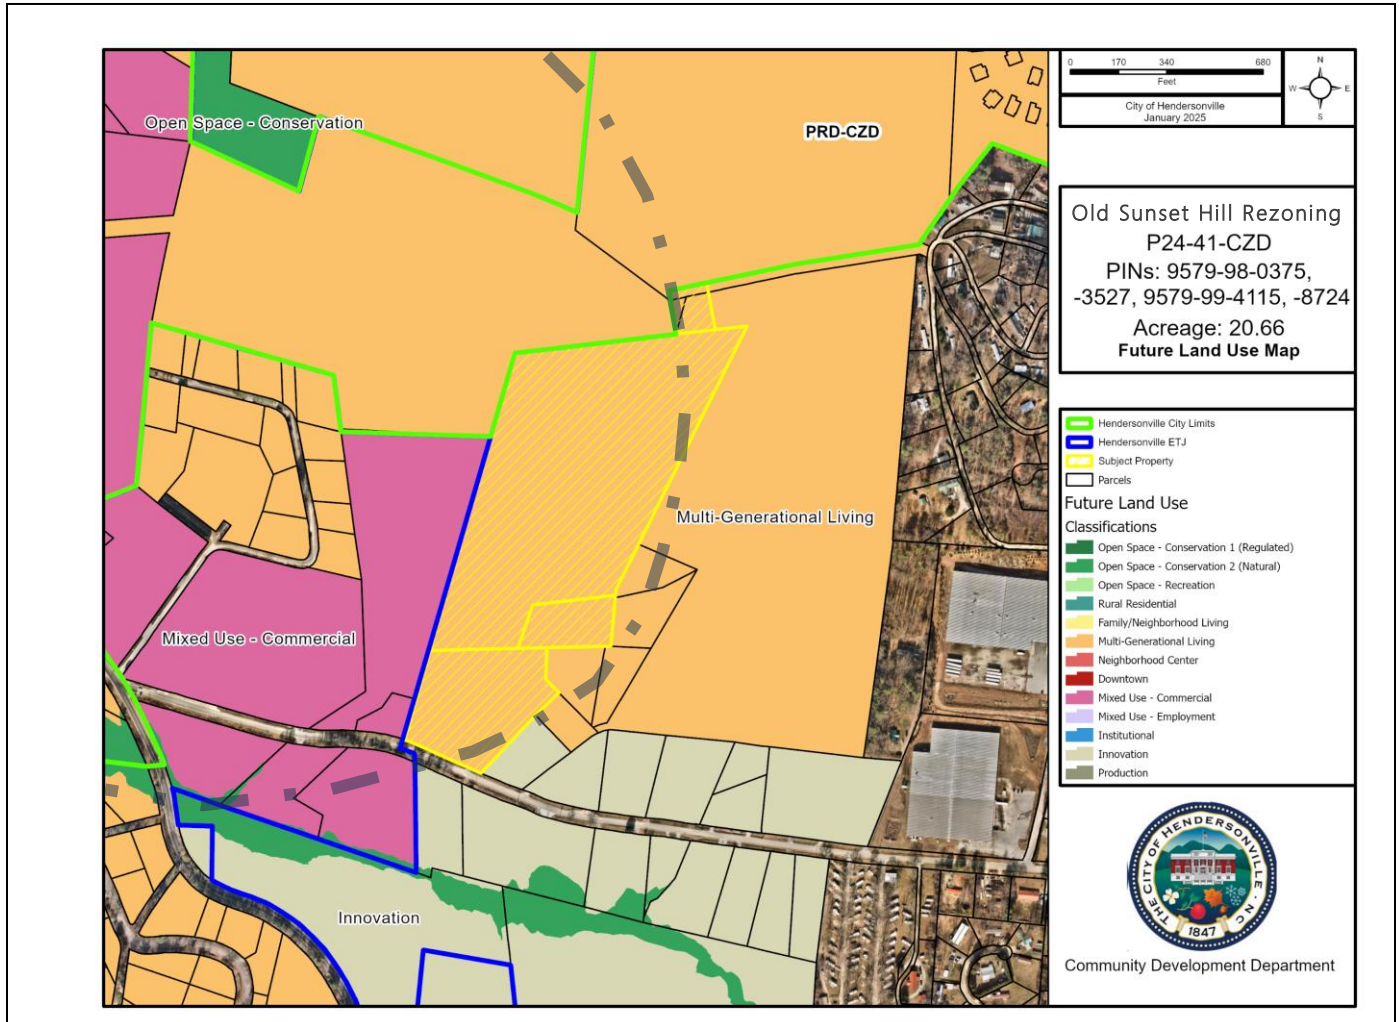 Open Space - Conservation
PRD-CZD
Multi-Generational Living
Mixed Use - Commercial
Innovation
0 170 340 680
Feet
City of Hendersonville
January 2025
N
W E
S
Old Sunset Hill Rezoning
P24-41-CZD
PINs: 9579-98-0375,
-3527, 9579-99-4115, -8724
Acreage: 20.66
Future Land Use Map
Hendersonville City Limits
Hendersonville ETJ
Subject Property
Parcels
Future Land Use
Classifications
Open Space - Conservation 1 (Regulated)
Open Space - Conservation 2 (Natural)
Open Space - Recreation
Rural Residential
Family/Neighborhood Living
Multi-Generational Living
Neighborhood Center
Downtown
Mixed Use - Commercial
Mixed Use - Employment
Institutional
Innovation
Production
THE CITY OF HENDERSONVILLE - NC
1847
Community Development Department